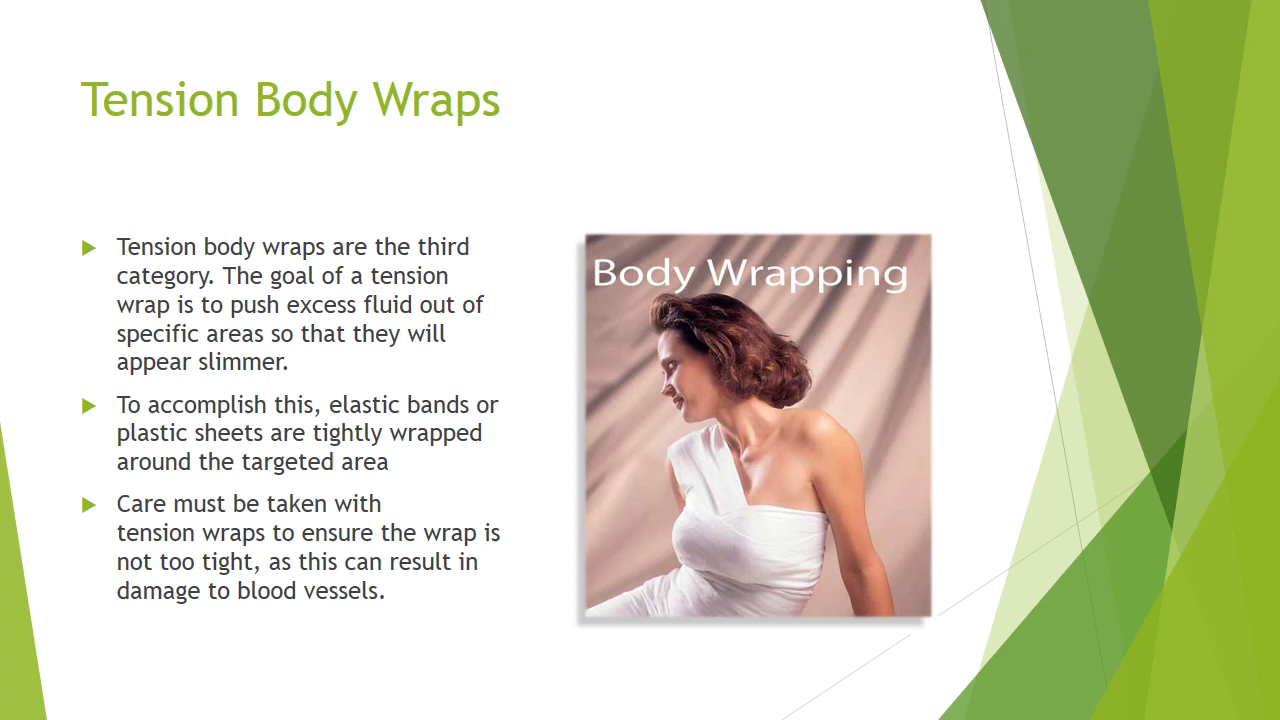 Tension Body Wraps
Tension body wraps are the third
category. The goal of a tension
wrap is to push excess fluid out of
specific areas so that they will
appear slimmer.
To accomplish this, elastic bands or
plastic sheets are tightly wrapped
around the targeted area
Care must be taken with
tension wraps to ensure the wrap is
not too tight, as this can result in
damage to blood vessels.
Body Wrapping